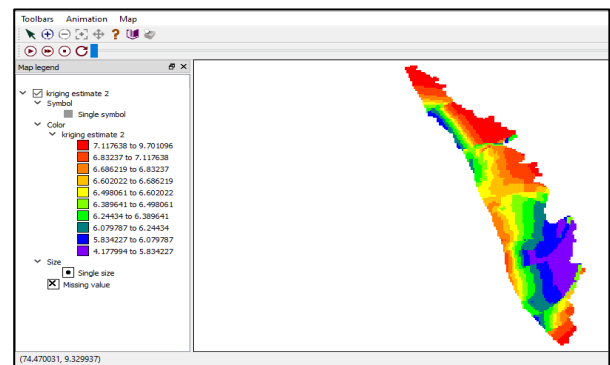 Toolbars Animation Map
?
Map legend
kriging estimate 2
Symbol
Single symbol
Color
kriging estimate 2
7.117638 to 9.701096
6.83237 to 7.117638
6.686219 to 6.83237
6.602022 to 6.686219
6.498061 to 6.602022
6.389641 to 6.498061
6.24434 to 6.389641
6.079787 to 6.24434
5.834227 to 6.079787
4.177994 to 5.834227
Size
Single size
Missing value
(74.470031, 9.329937)